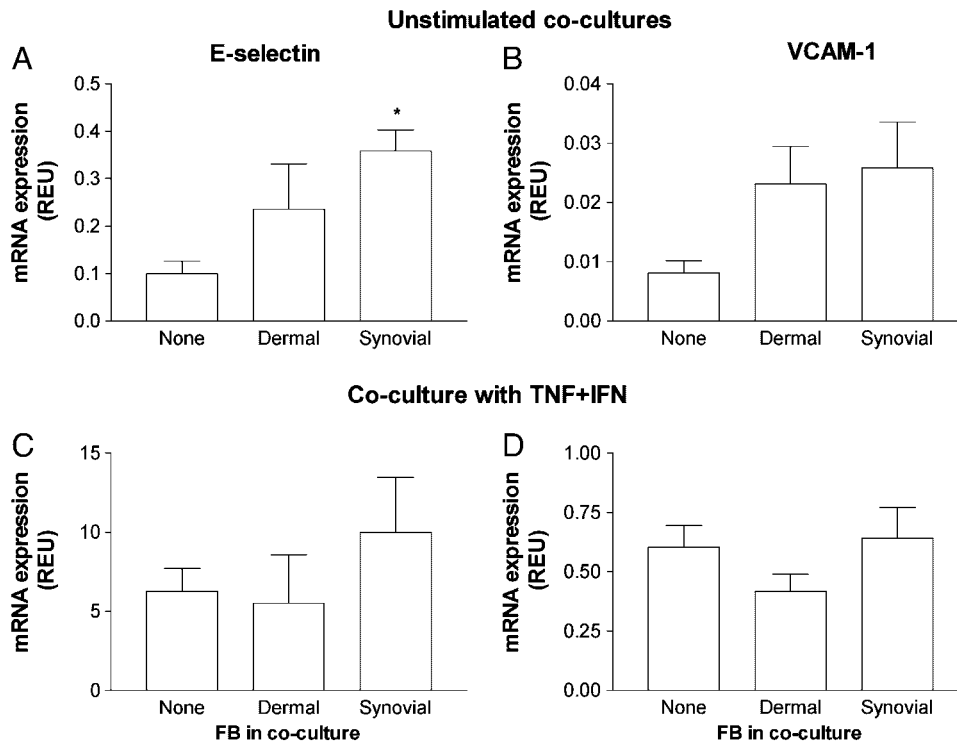 Unstimulated co-cultures
A
E-selectin
mRNA expression
(REU)
0.5
0.4
0.3
0.2
0.1
0.0
*
None Dermal Synovial
B
VCAM-1
mRNA expression
(REU)
0.04
0.03
0.02
0.01
0.00
None Dermal Synovial
Co-culture with TNF+IFN
C
mRNA expression
(REU)
15
10
5
0
None Dermal Synovial
FB in co-culture
D
mRNA expression
(REU)
1.00
0.75
0.50
0.25
0.00
None Dermal Synovial
FB in co-culture